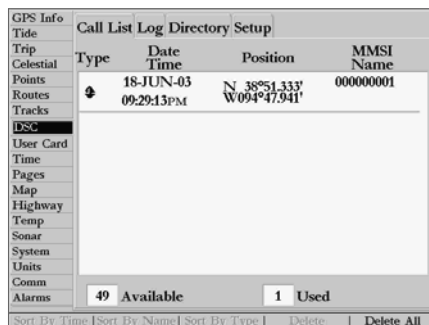 GPS Info
Tide
Trip
Celestial
Points
Routes
Tracks
DSC
User Card
Time
Pages
Map
Highway
Temp
Sonar
System
Units
Comm
Alarms
Call List Log Directory Setup
Type Date Time Position MMSI Name
18-JUN-03 N 38°51.333' 000000001
09:29:13PM W094°47.941'
49 Available 1 Used
Sort By Time | Sort By Name | Sort By Type | Delete | Delete All